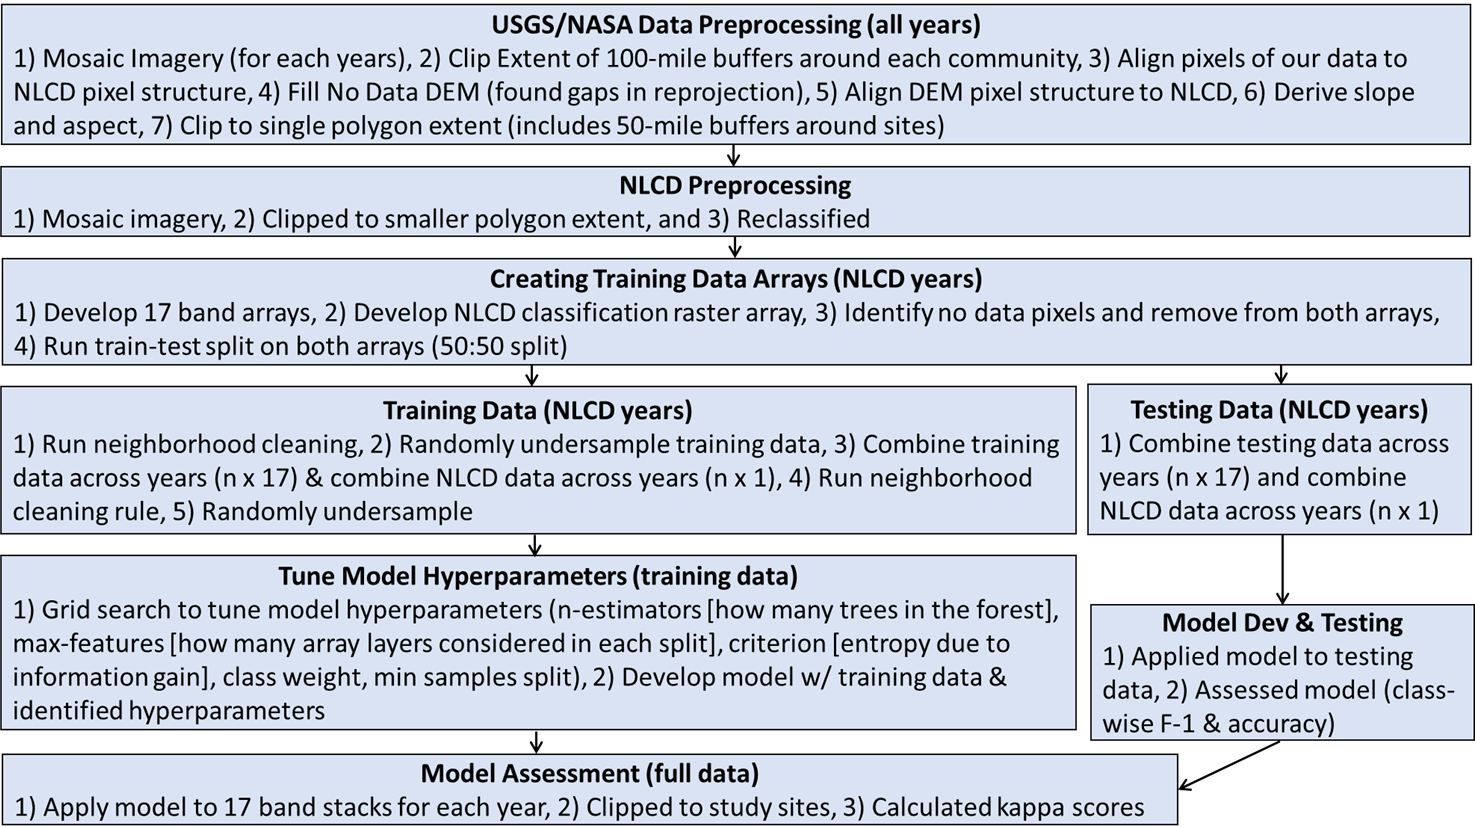 USGS/NASA Data Preprocessing (all years)
1) Mosaic Imagery (for each years), 2) Clip Extent of 100-mile buffers around each community, 3) Align pixels of our data to
NLCD pixel structure, 4) Fill No Data DEM (found gaps in reprojection), 5) Align DEM pixel structure to NLCD, 6) Derive slope
and aspect, 7) Clip to single polygon extent (includes 50-mile buffers around sites)
NLCD Preprocessing
1) Mosaic imagery, 2) Clipped to smaller polygon extent, and 3) Reclassified
Creating Training Data Arrays (NLCD years)
1) Develop 17 band arrays, 2) Develop NLCD classification raster array, 3) Identify no data pixels and remove from both arrays,
4) Run train-test split on both arrays (50:50 split)
Training Data (NLCD years)
1) Run neighborhood cleaning, 2) Randomly undersample training data, 3) Combine training
data across years (n x 17) & combine NLCD data across years (n x 1), 4) Run neighborhood
cleaning rule, 5) Randomly undersample
Testing Data (NLCD years)
1) Combine testing data across
years (n x 17) and combine
NLCD data across years (n x 1)
Tune Model Hyperparameters (training data)
1) Grid search to tune model hyperparameters (n-estimators [how many trees in the forest],
max-features [how many array layers considered in each split], criterion [entropy due to
information gain], class weight, min samples split), 2) Develop model w/ training data &
identified hyperparameters
Model Dev & Testing
1) Applied model to testing
data, 2) Assessed model (class-
wise F-1 & accuracy)
Model Assessment (full data)
1) Apply model to 17 band stacks for each year, 2) Clipped to study sites, 3) Calculated kappa scores